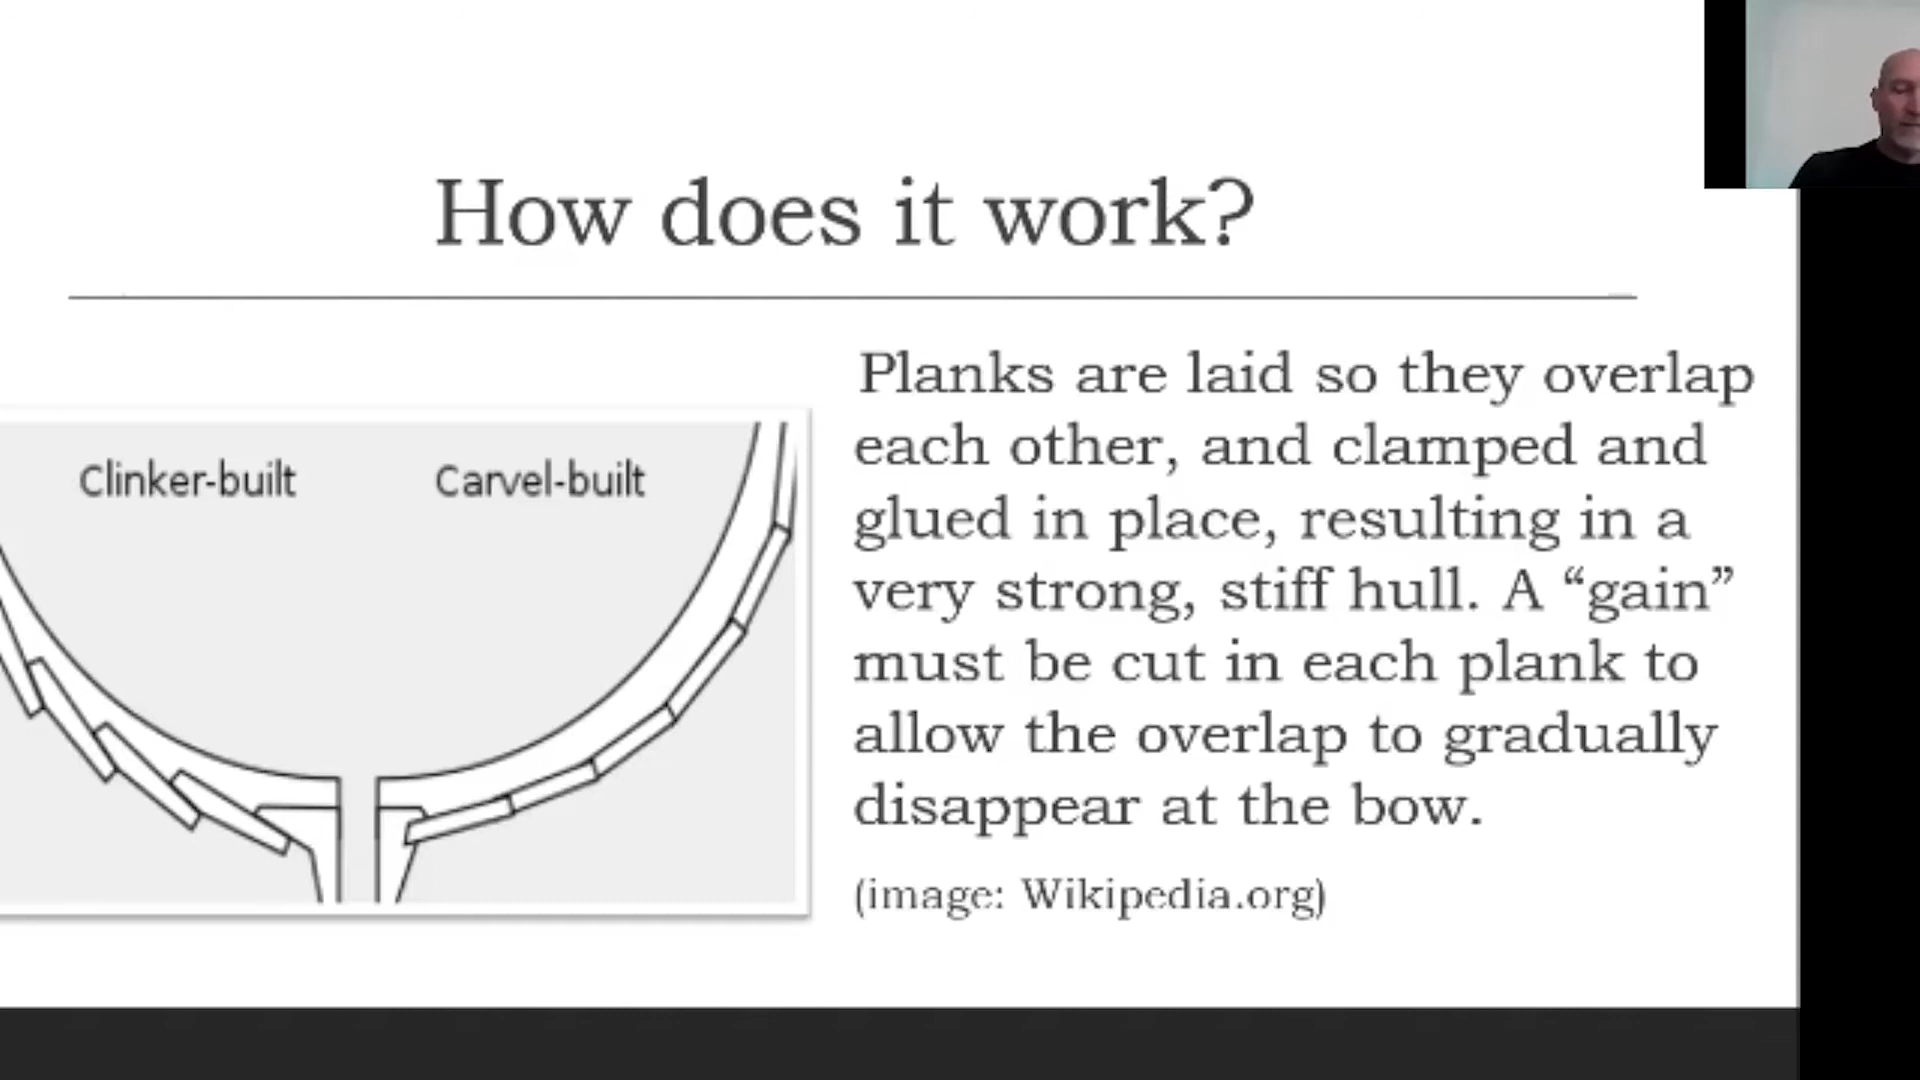 How does it work?
Clinker-built
Carvel-built
Planks are laid so they overlap
each other, and clamped and
glued in place, resulting in a
very strong, stiff hull. A “gain”
must be cut in each plank to
allow the overlap to gradually
disappear at the bow.
(image: Wikipedia.org)